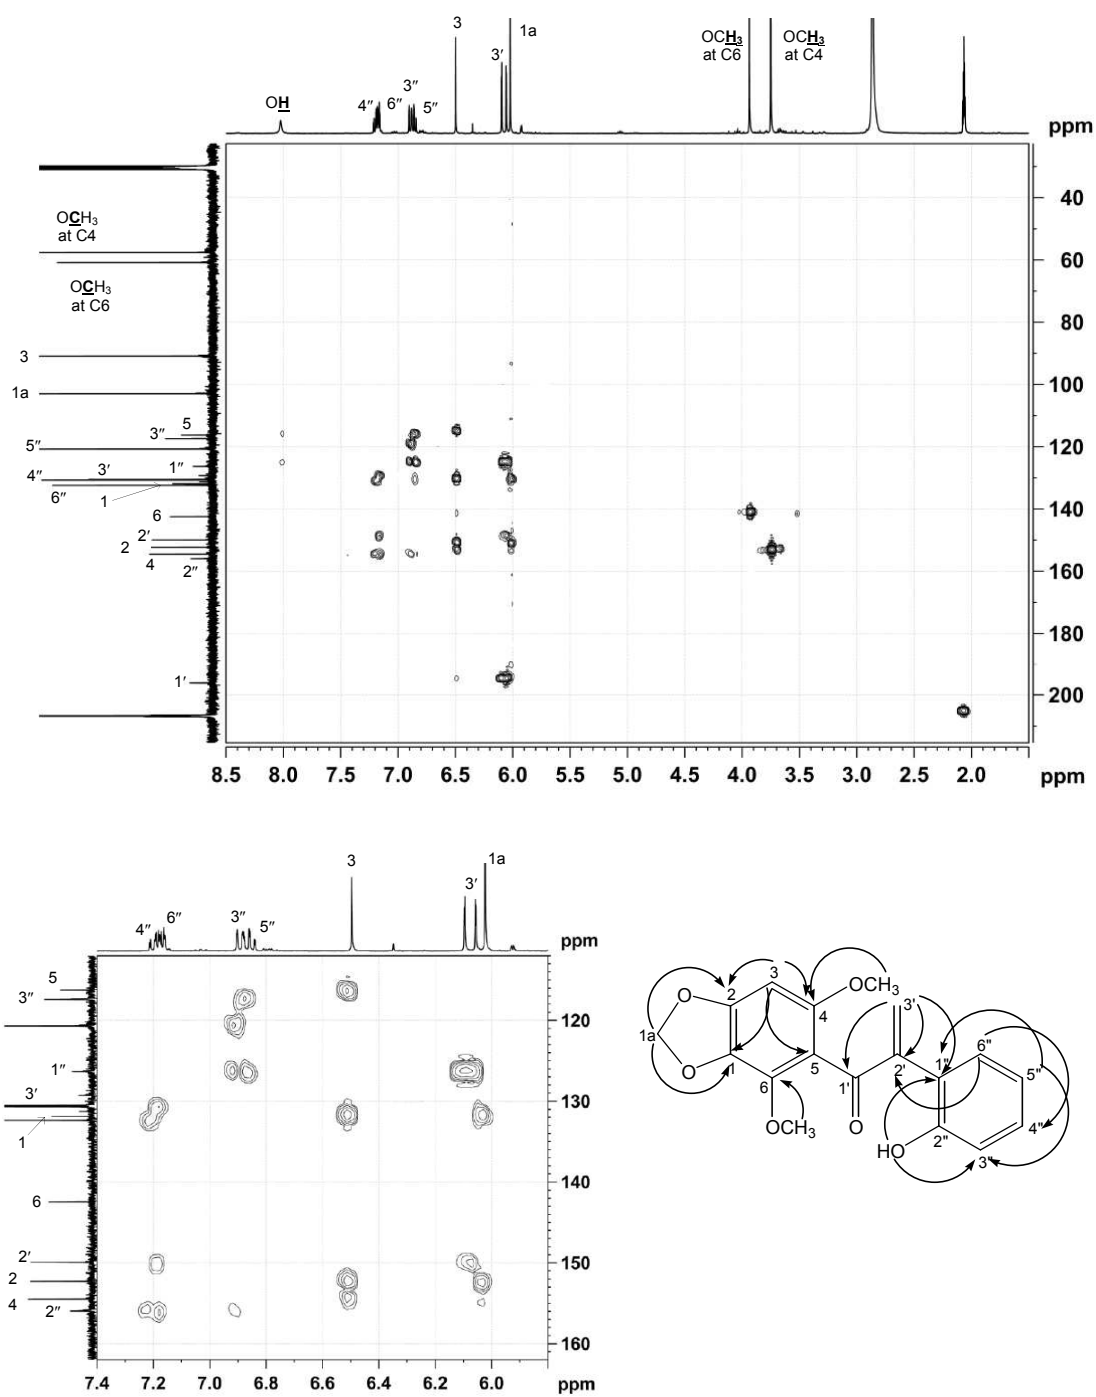 3
1a
3′
OCH₃
at C6
OCH₃
at C4
OH
4″
6″
3″
5″
ppm
OCH₃
at C4
OCH₃
at C6
3
1a
5
3″
5″
1″
3′
4″
6″
1
6
2′
2
4
2″
1′
40
60
80
100
120
140
160
180
200
8.5 8.0 7.5 7.0 6.5 6.0 5.5 5.0 4.5 4.0 3.5 3.0 2.5 2.0 ppm
3
1a
3′
4″
6″
3″
5″
ppm
5
3″
1″
3′
1
6
2′
2
4
2″
120
130
140
150
160
7.4 7.2 7.0 6.8 6.6 6.4 6.2 6.0 ppm
3
OCH₃
3'
2
4
O
1a
O
1
5
6
1'
2'
1"
6"
5"
4"
3"
2"
OCH₃
O
HO